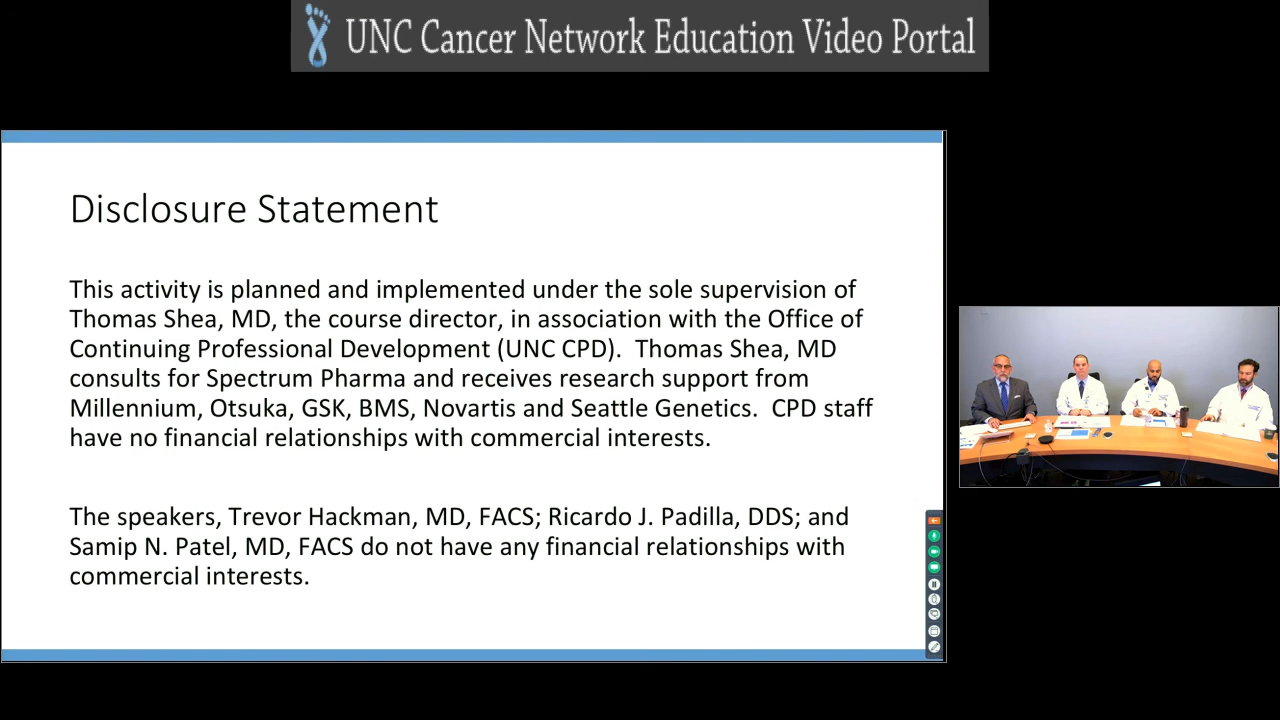 UNC Cancer Network Education Video Portal
Disclosure Statement
This activity is planned and implemented under the sole supervision of
Thomas Shea, MD, the course director, in association with the Office of
Continuing Professional Development (UNC CPD).  Thomas Shea, MD
consults for Spectrum Pharma and receives research support from
Millennium, Otsuka, GSK, BMS, Novartis and Seattle Genetics.  CPD staff
have no financial relationships with commercial interests.
The speakers, Trevor Hackman, MD, FACS; Ricardo J. Padilla, DDS; and
Samip N. Patel, MD, FACS do not have any financial relationships with
commercial interests.